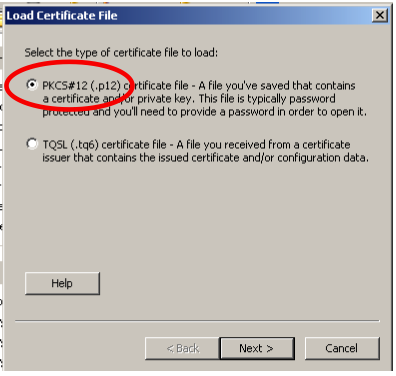 Load Certificate File
Select the type of certificate file to load:
PKCS#12 (.p12) certificate file - A file you've saved that contains
a certificate and/or private key. This file is typically password
protected and you'll need to provide a password in order to open it.
TQSL (.tq6) certificate file - A file you received from a certificate
issuer that contains the issued certificate and/or configuration data.
Help
< Back
Next >
Cancel